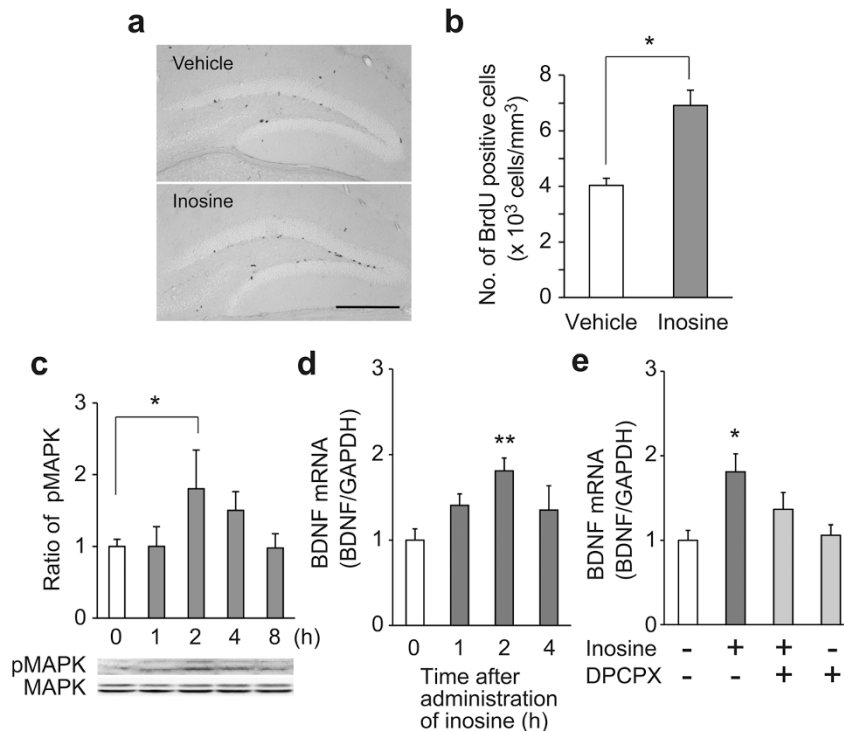 a
Vehicle
Inosine
b
*
No. of BrdU positive cells
(x 10³ cells/mm³)
8
6
4
2
0
Vehicle Inosine
c
*
Ratio of pMAPK
3
2
1
0
0 1 2 4 8 (h)
pMAPK
MAPK
d
**
BDNF mRNA
(BDNF/GAPDH)
3
2
1
0
0 1 2 4
Time after
administration
of inosine (h)
e
*
BDNF mRNA
(BDNF/GAPDH)
3
2
1
0
Inosine - + + -
DPCPX - - + +